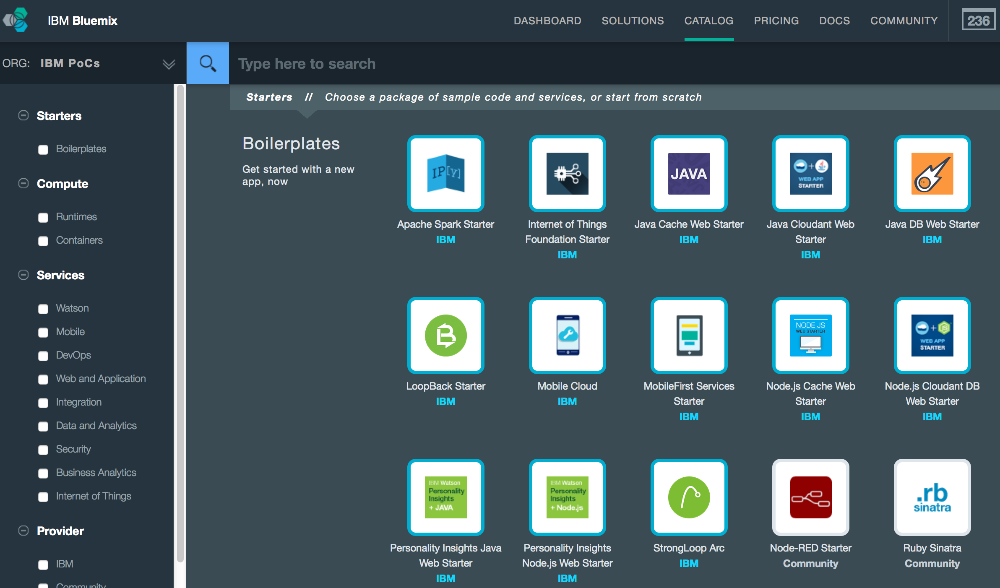 IBM Bluemix
DASHBOARD SOLUTIONS CATALOG PRICING DOCS COMMUNITY 236
ORG: IBM PoCs
Type here to search
Starters // Choose a package of sample code and services, or start from scratch
Starters
Boilerplates
Compute
Runtimes
Containers
Services
Watson
Mobile
DevOps
Web and Application
Integration
Data and Analytics
Security
Business Analytics
Internet of Things
Provider
IBM
Community
Boilerplates
Get started with a new
app, now
IP[y]
Apache Spark Starter
IBM
Internet of Things
Foundation Starter
IBM
JAVA
Java Cache Web Starter
IBM
WEB APP
STARTER
Java Cloudant Web
Starter
IBM
Java DB Web Starter
IBM
LoopBack Starter
IBM
Mobile Cloud
IBM
MobileFirst Services
Starter
IBM
NODE JS
WEB STARTER
Node.js Cache Web
Starter
IBM
JS
WEB APP
STARTER
Node.js Cloudant DB
Web Starter
IBM
IBM Watson
Personality
Insights
+ JAVA
Personality Insights Java
Web Starter
IBM
IBM Watson
Personality
Insights
+ Node.js
Personality Insights
Node.js Web Starter
IBM
StrongLoop Arc
IBM
Node-RED Starter
Community
.rb
sinatra
Ruby Sinatra
Community